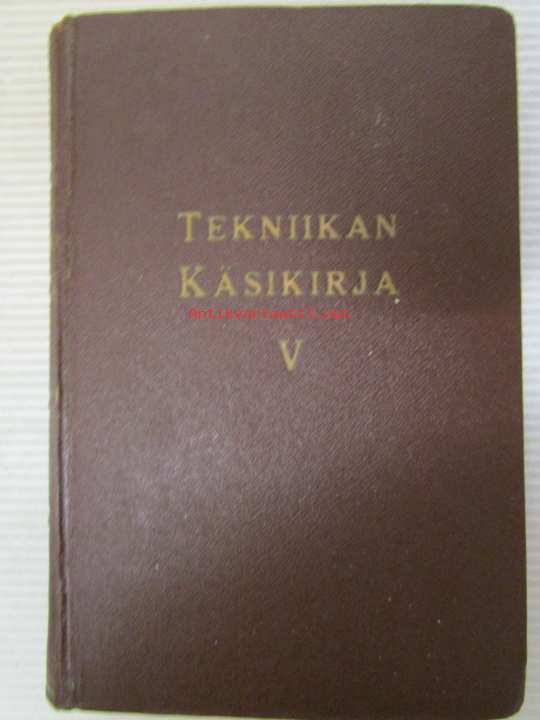 TEKNIIKAN
KÄSIKIRJA
Antikvariaatti.net
V